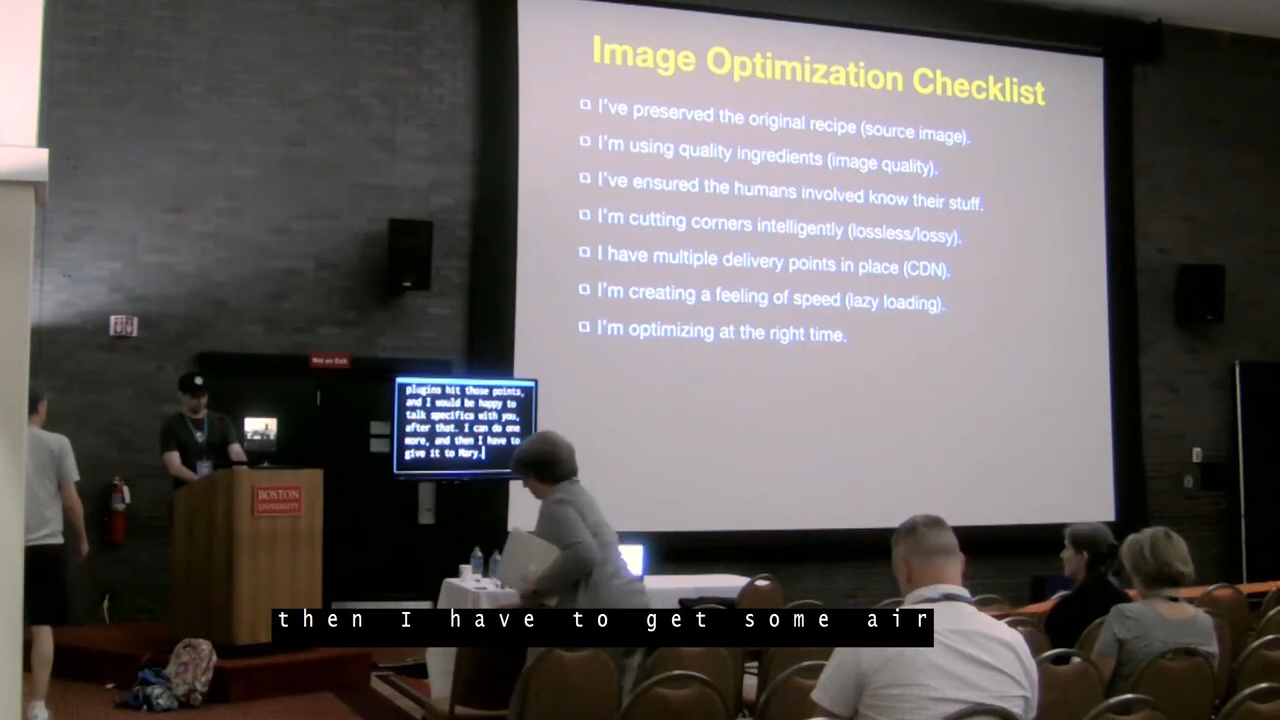 Image Optimization Checklist
I've preserved the original recipe (source image).
I'm using quality ingredients (image quality).
I've ensured the humans involved know their stuff.
I'm cutting corners intelligently (lossless/lossy).
I have multiple delivery points in place (CDN).
I'm creating a feeling of speed (lazy loading).
I'm optimizing at the right time.
Not an Exit
plugins hit those points,
and I would be happy to
talk specifics with you,
after that. I can do one
more, and then I have to
give it to Mary.
BOSTON
UNIVERSITY
then I have to get some air